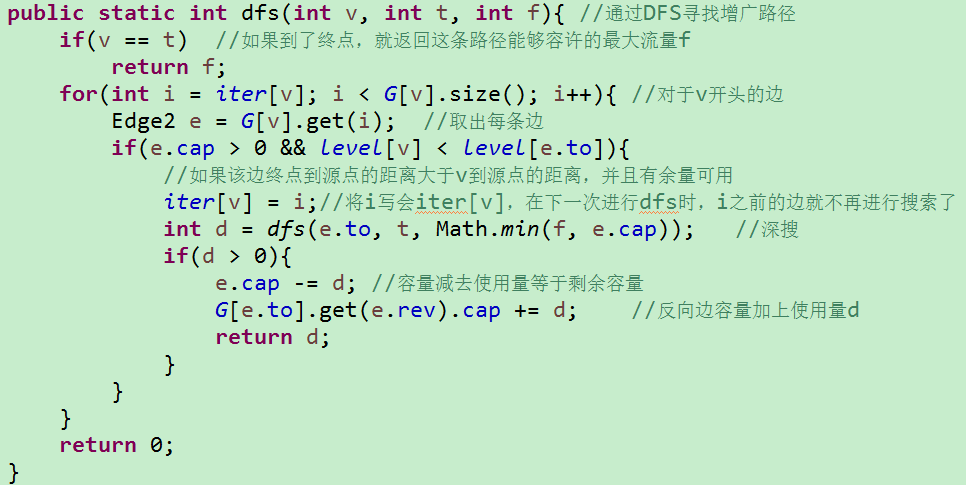 public static int dfs(int v, int t, int f){ //通过DFS寻找增广路径
    if(v == t)  //如果到了终点，就返回这条路径能够容许的最大流量f
        return f;
    for(int i = iter[v]; i < G[v].size(); i++){ //对于v开头的边
        Edge2 e = G[v].get(i);  //取出每条边
        if(e.cap > 0 && level[v] < level[e.to]){
            //如果该边终点到源点的距离大于v到源点的距离，并且有余量可用
            iter[v] = i;//将i写会iter[v]，在下一次进行dfs时，i之前的边就不再进行搜索了
            int d = dfs(e.to, t, Math.min(f, e.cap));   //深搜
            if(d > 0){
                e.cap -= d; //容量减去使用量等于剩余容量
                G[e.to].get(e.rev).cap += d;    //反向边容量加上使用量d
                return d;
            }
        }
    }
    return 0;
}